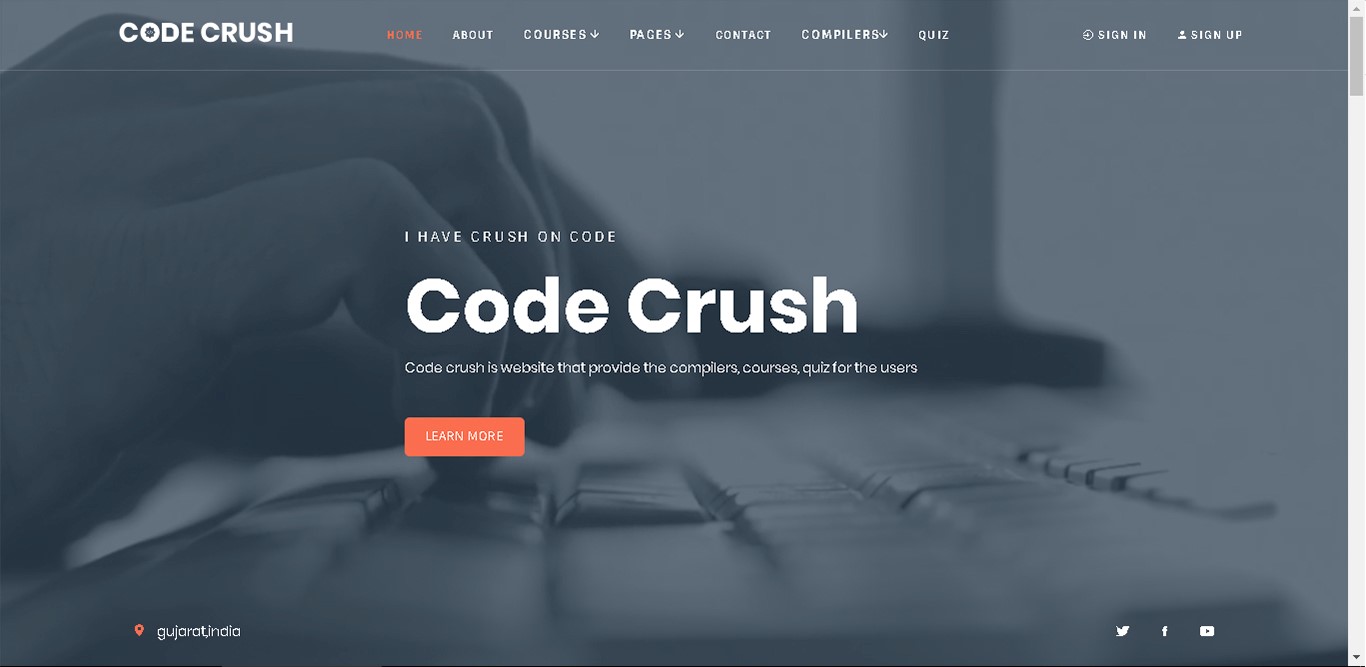 CODE CRUSH HOME ABOUT COURSES PAGES CONTACT COMPILERS QUIZ SIGN IN SIGN UP
I HAVE CRUSH ON CODE
Code Crush
Code crush is website that provide the compilers, courses, quiz for the users
LEARN MORE
gujarat,india